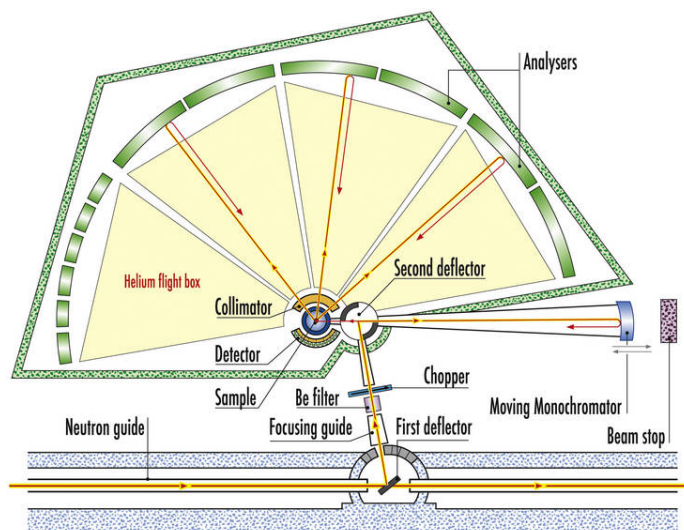 Analysers
Helium flight box
Second deflector
Collimator
Detector
Sample
Chopper
Be filter
Moving Monochromator
Neutron guide
Focusing guide
First deflector
Beam stop